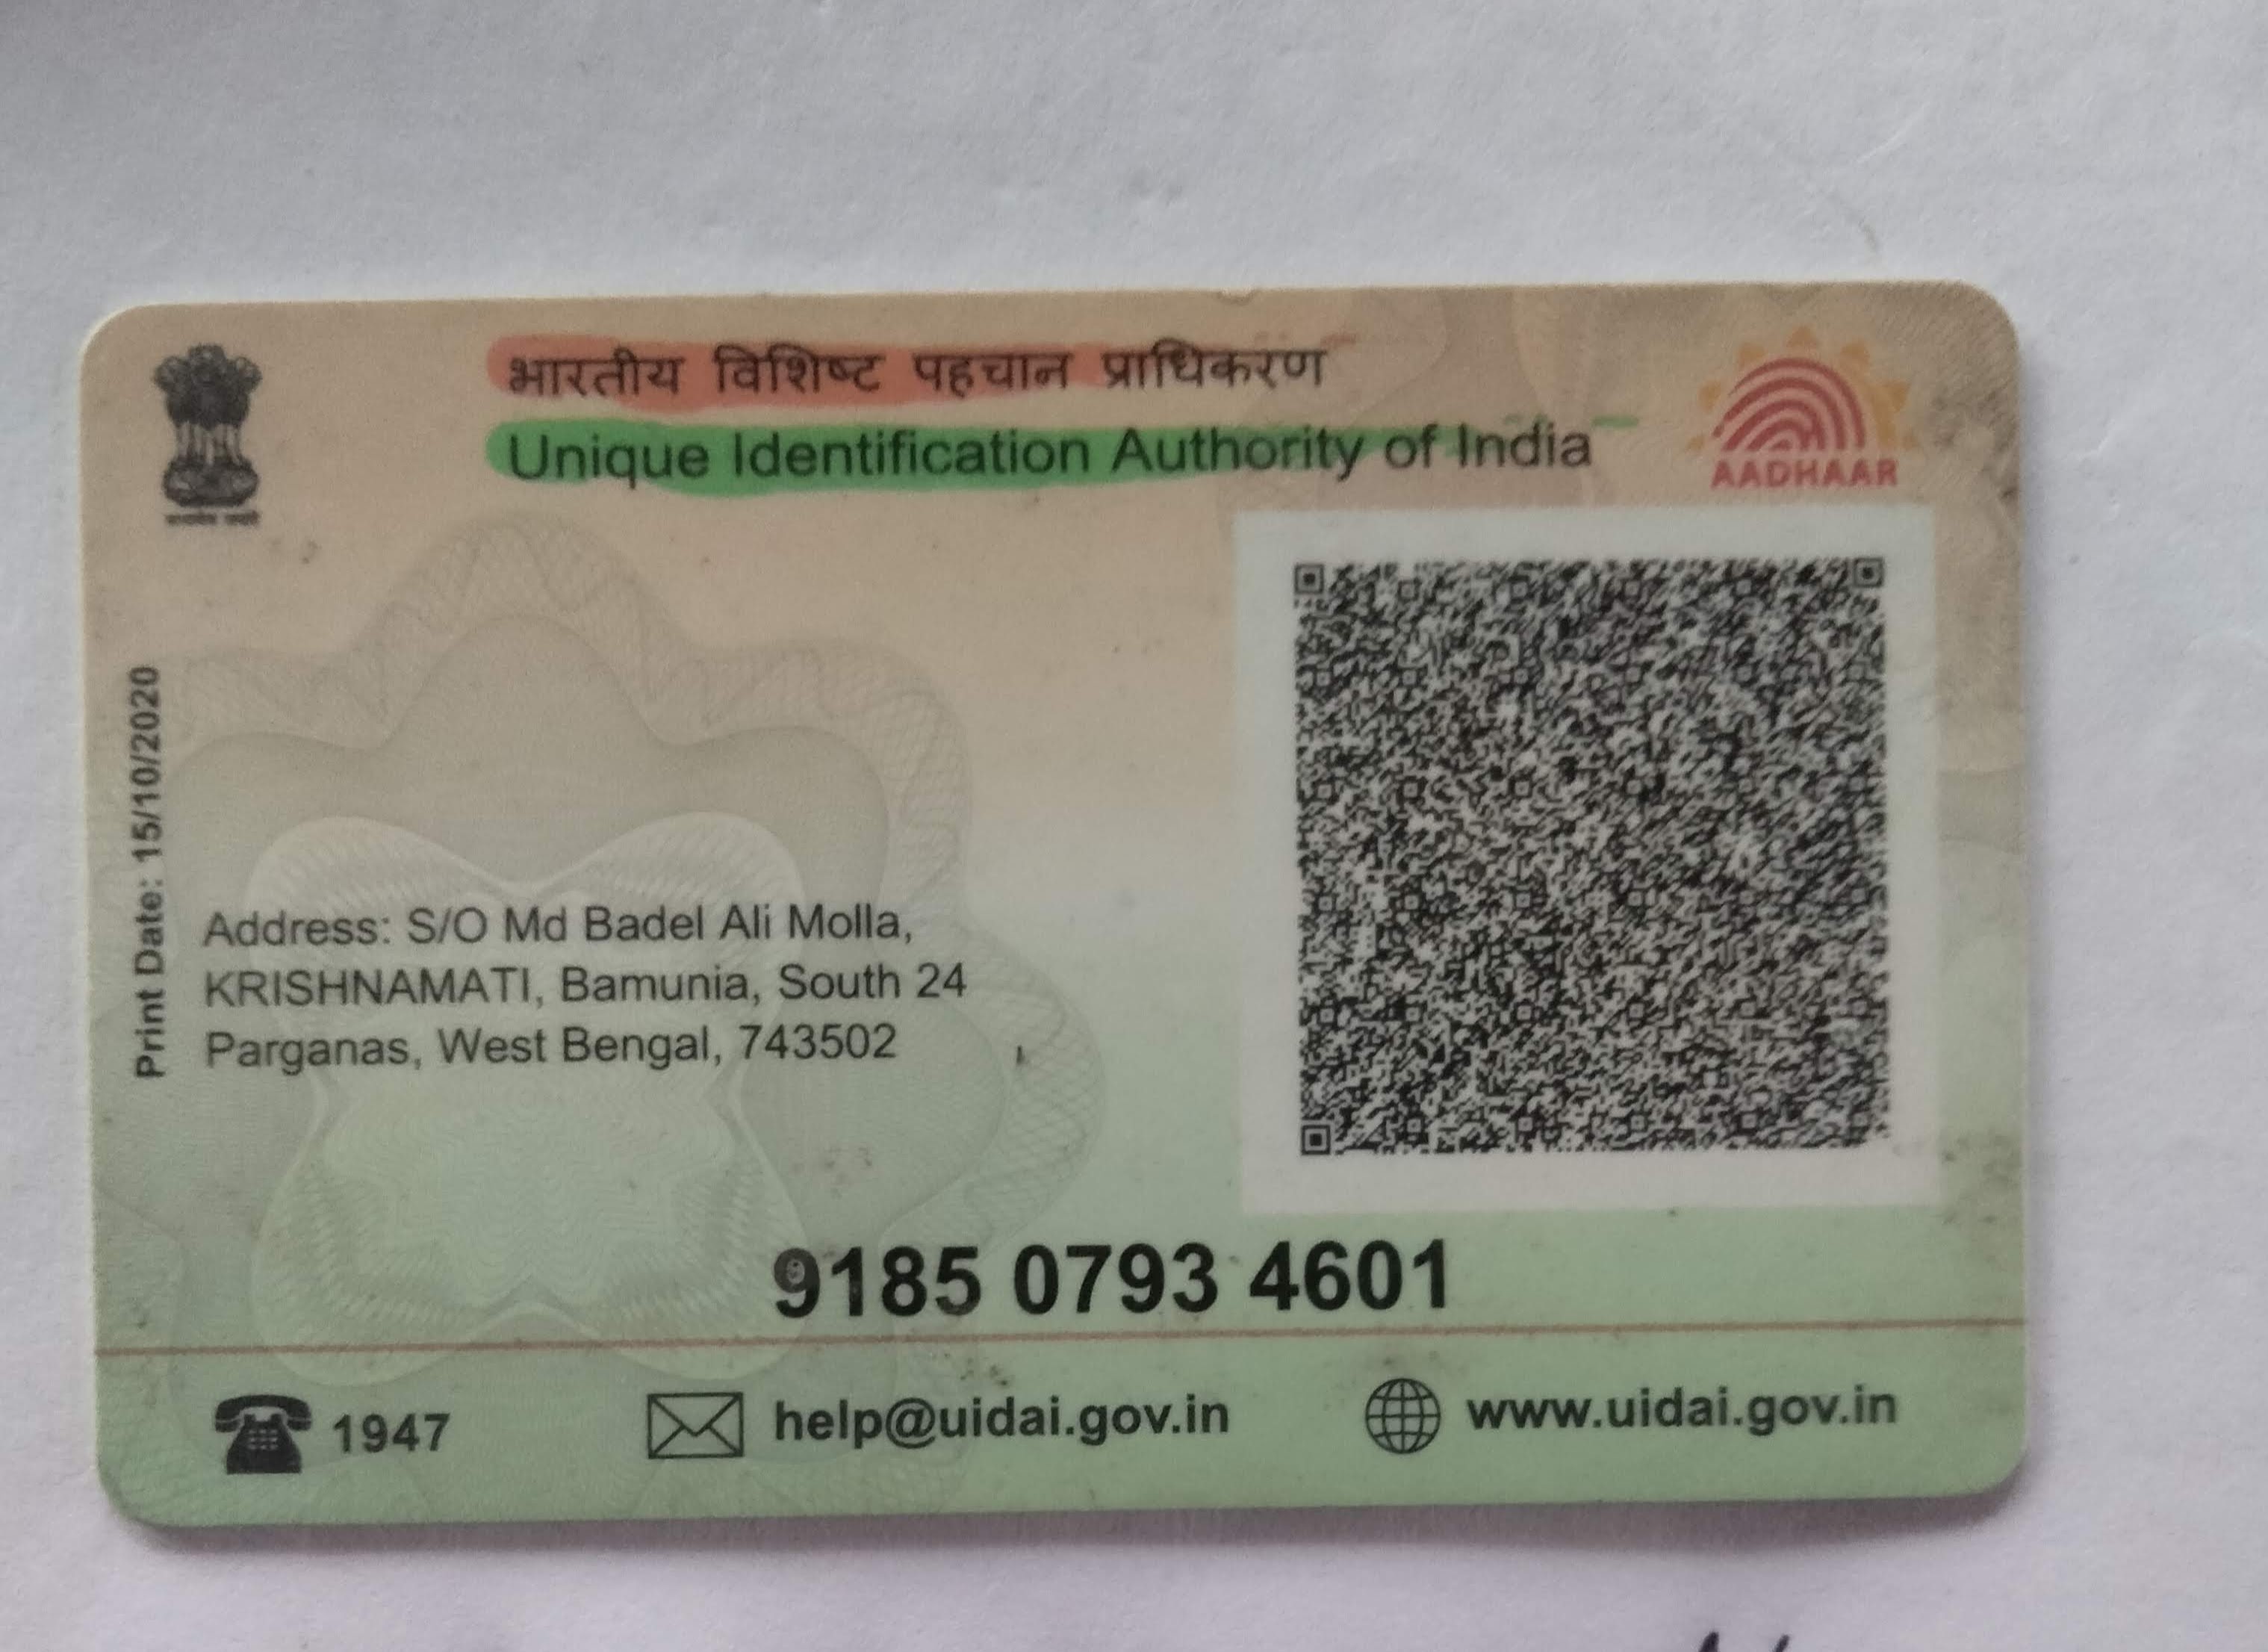 भारतीय विशिष्ट पहचान प्राधिकरण
Unique Identification Authority of India
AADHAAR
Print Date: 15/10/2020
Address: S/O Md Badel Ali Molla,
KRISHNAMATI, Bamunia, South 24
Parganas, West Bengal, 743502
9185 0793 4601
1947
help@uidai.gov.in
www.uidai.gov.in